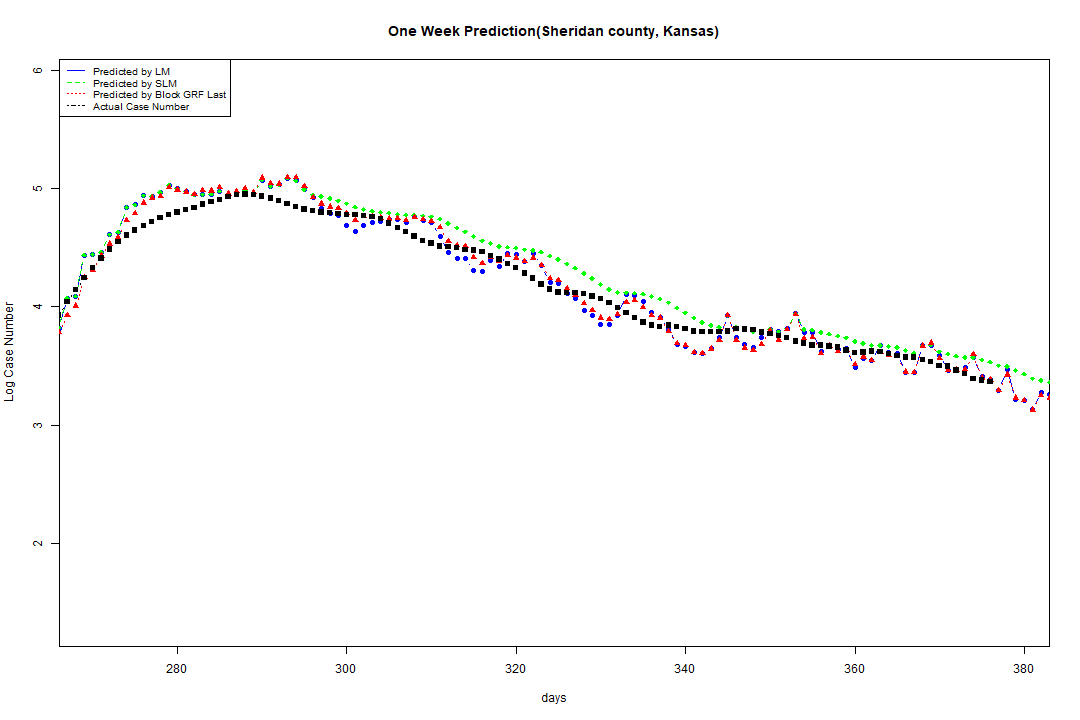 One Week Prediction(Sheridan county, Kansas)
Predicted by LM
Predicted by SLM
Predicted by Block GRF Last
Actual Case Number
6
5
4
3
2
Log Case Number
280 300 320 340 360 380
days